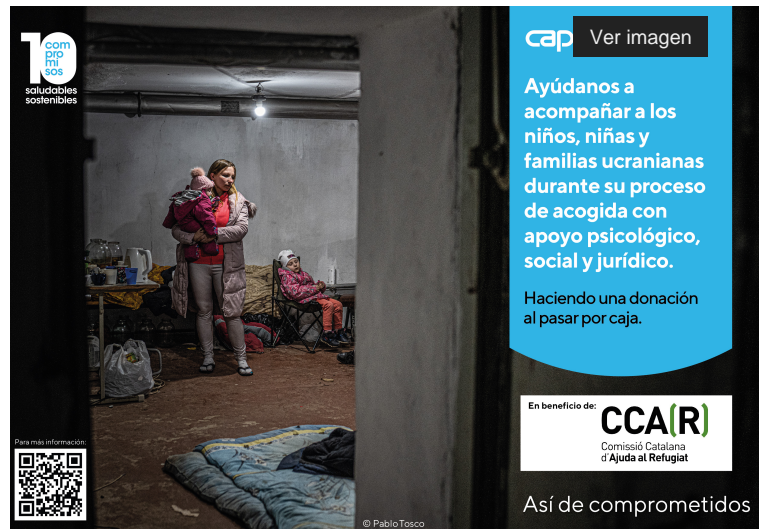 10
com
pro
mi
sos
saludables
sostenibles
cap
Ver imagen
Ayúdanos a
acompañar a los
niños, niñas y
familias ucranianas
durante su proceso
de acogida con
apoyo psicológico,
social y jurídico.
Haciendo una donación
al pasar por caja.
En beneficio de:
CCA(R)
Comissió Catalana
d'Ajuda al Refugiat
Para más información:
© Pablo Tosco
Así de comprometidos